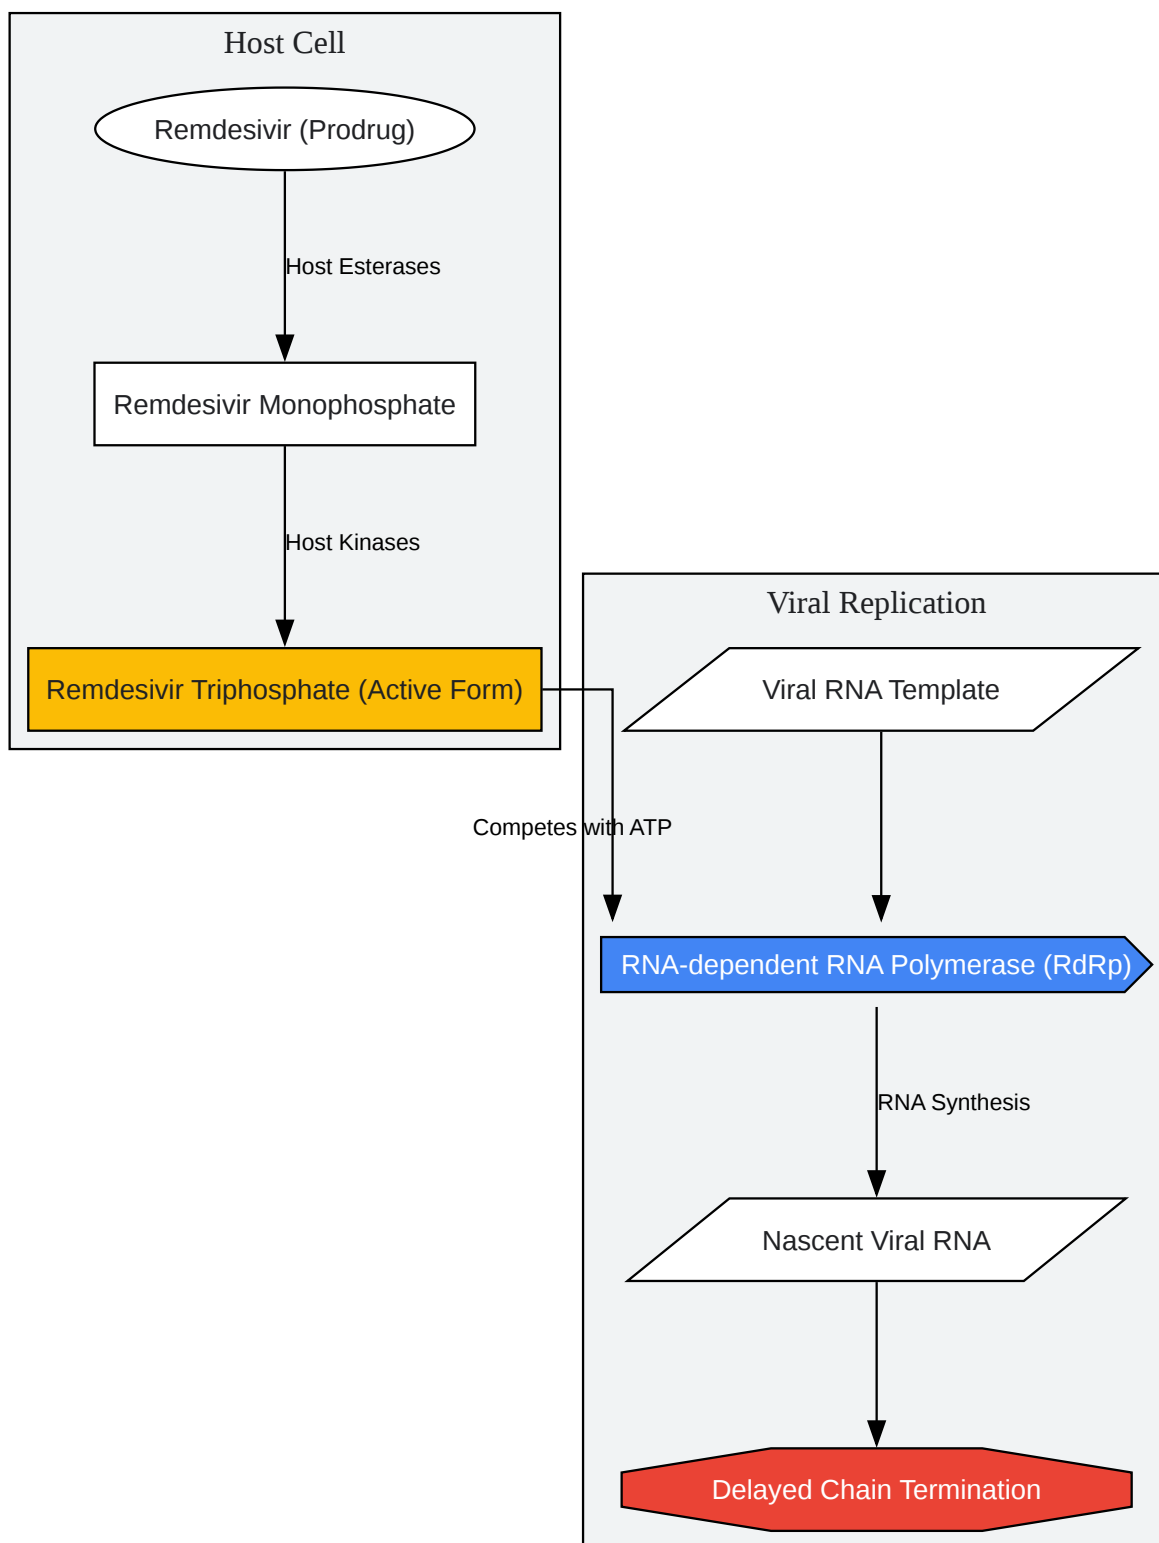 Host Cell
Remdesivir (Prodrug)
Host Esterases
Remdesivir Monophosphate
Host Kinases
Remdesivir Triphosphate (Active Form)
Competes with ATP
Viral Replication
Viral RNA Template
RNA-dependent RNA Polymerase (RdRp)
RNA Synthesis
Nascent Viral RNA
Delayed Chain Termination